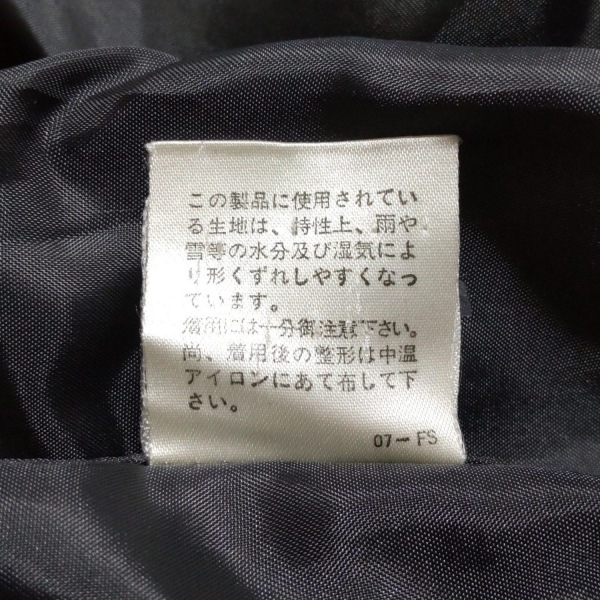 この製品に使用されてい
る生地は、特性上、雨や
雪等の水分及び湿気によ
り形くずれしやすくなっ
ています。
着用には十分御注意下さい。
尚、着用後の整形は中温
アイロンにあて布して下
さい。
07-FS